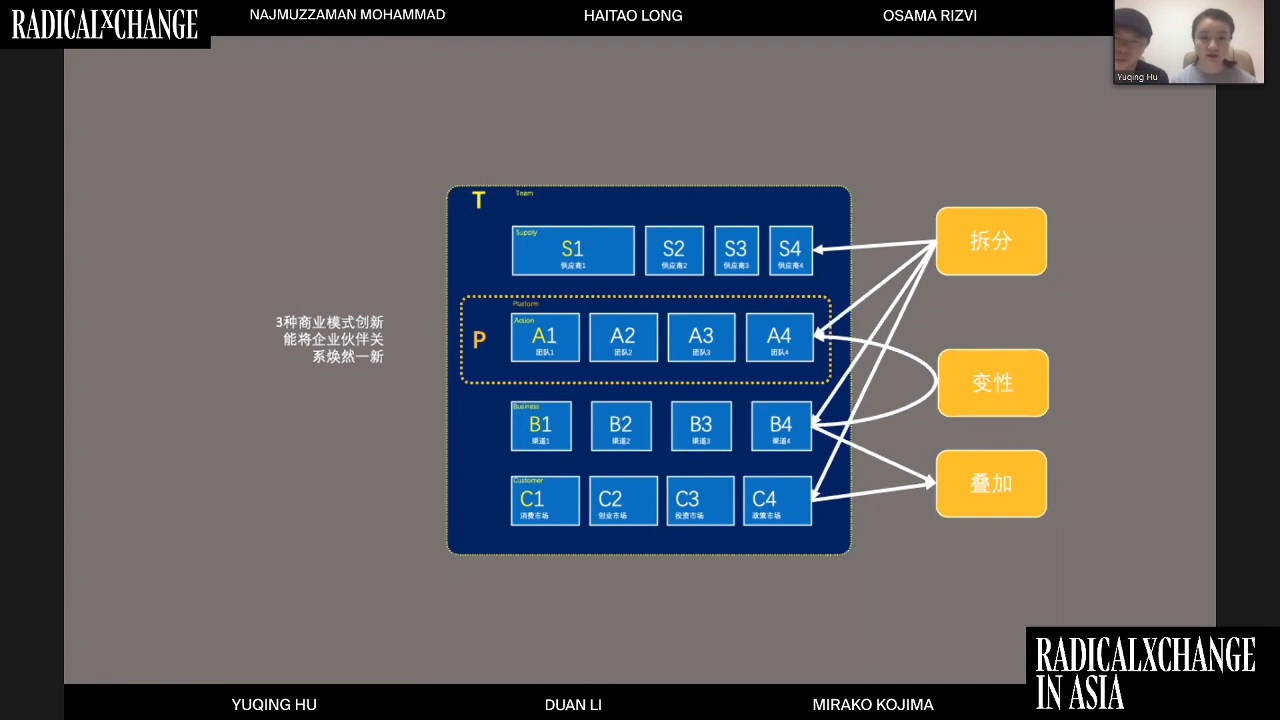 RADICALXCHANGE
NAJMUZZAMAN MOHAMMAD
HAITAO LONG
OSAMA RIZVI
Yuqing Hu
T
Team
Supply
S1
供应商1
S2
供应商2
S3
供应商3
S4
供应商4
拆分
3种商业模式创新
能将企业伙伴关
系焕然一新
P
Platform
Action
A1
团队1
A2
团队2
A3
团队3
A4
团队4
变性
Business
B1
渠道1
B2
渠道2
B3
渠道3
B4
渠道4
叠加
Customer
C1
消费市场
C2
创业市场
C3
投资市场
C4
政策市场
RADICALXCHANGE
IN ASIA
YUQING HU
DUAN LI
MIRAKO KOJIMA